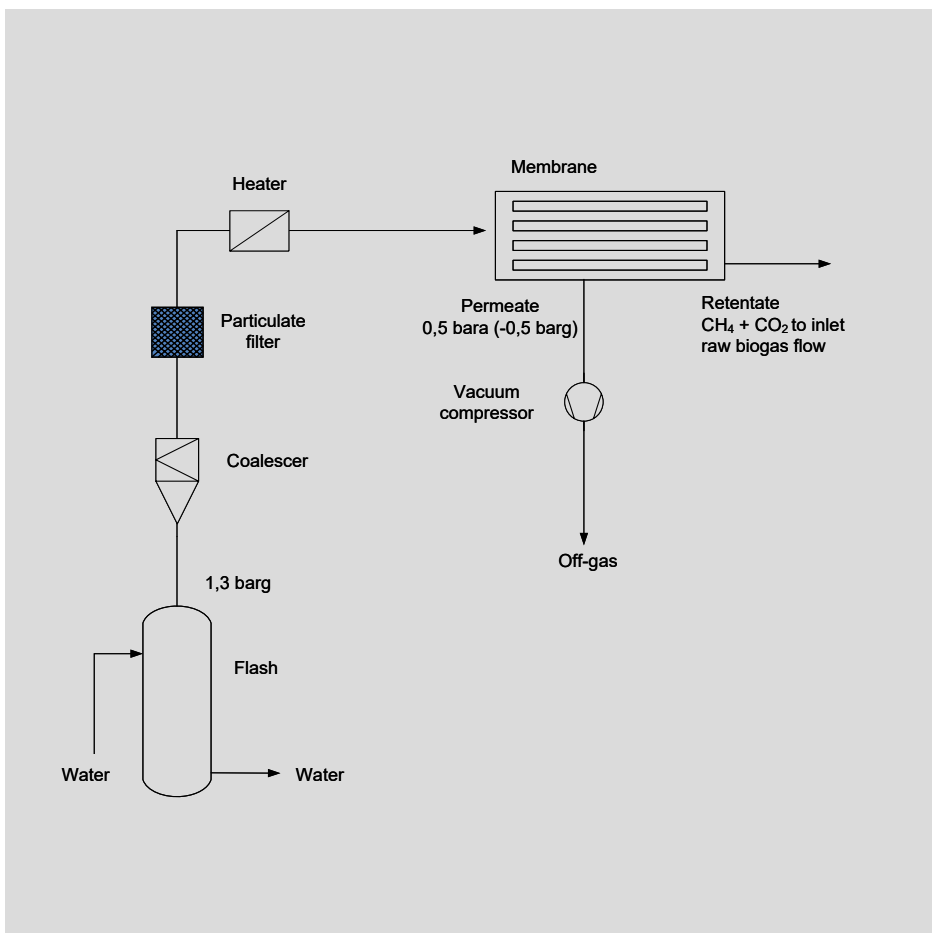 Membrane
Heater
Particulate
filter
Permeate
0,5 bara (-0,5 barg)
Retentate
CH₄ + CO₂ to inlet
raw biogas flow
Vacuum
compressor
Coalescer
Off-gas
1,3 barg
Flash
Water
Water